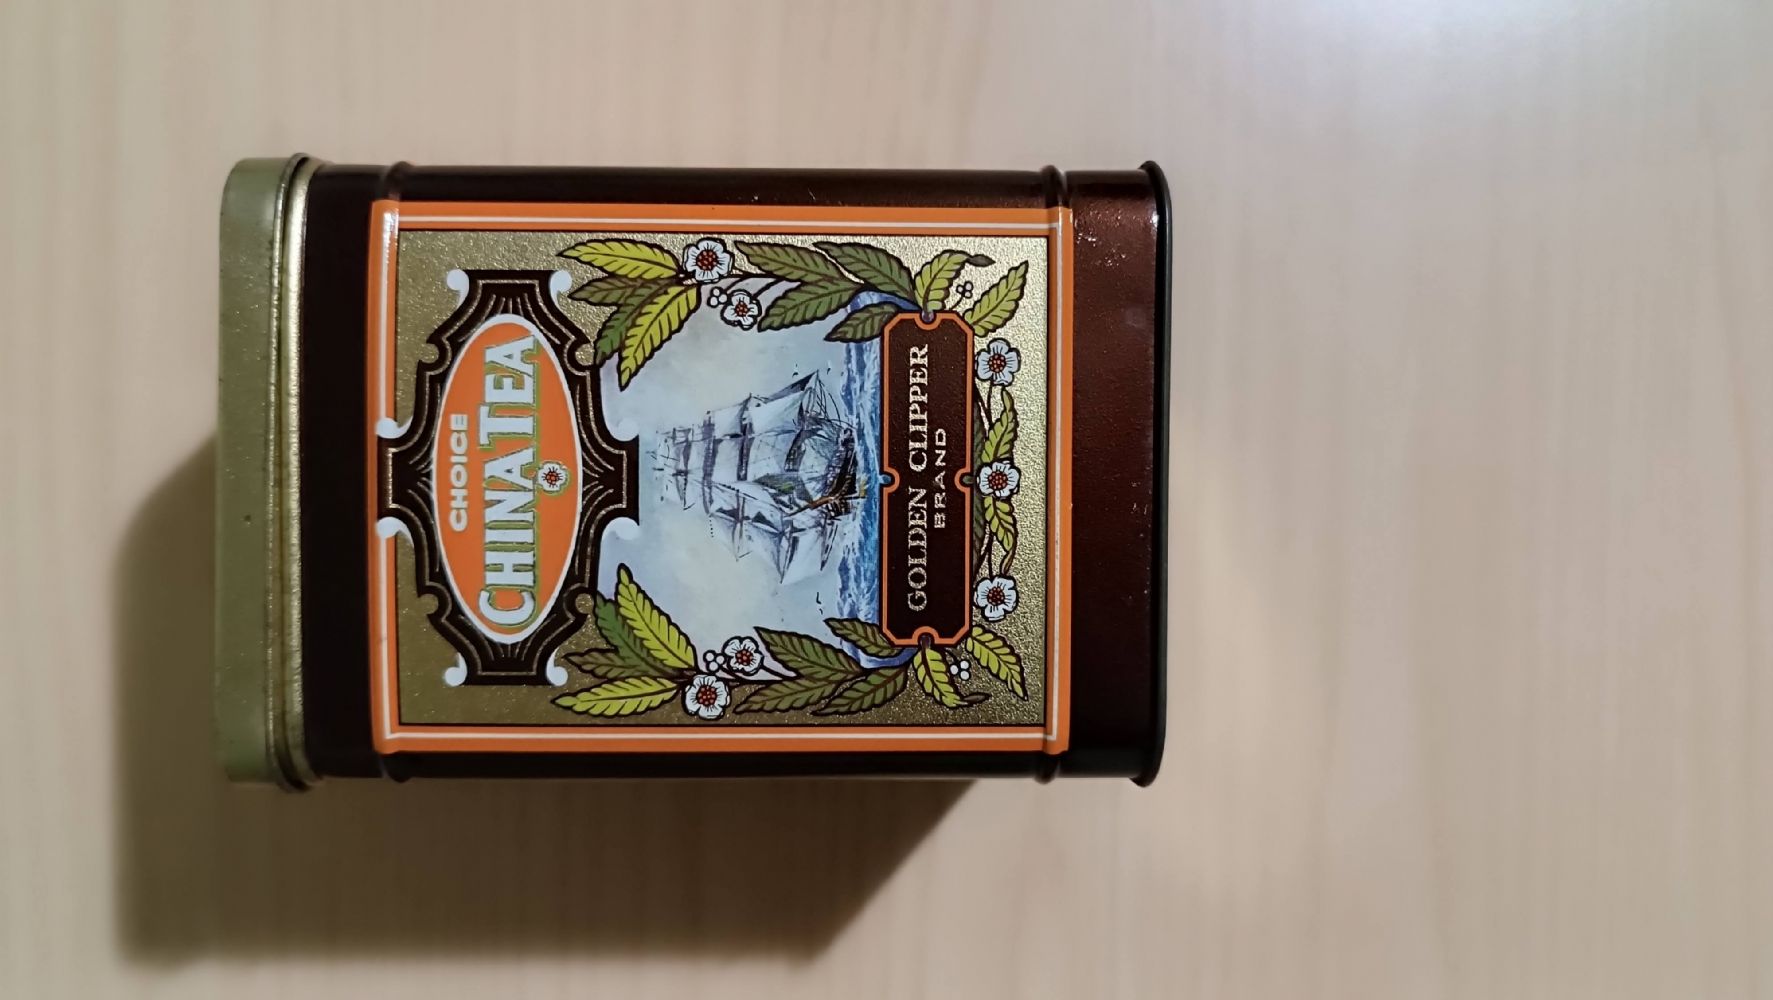 CHOICE
CHINA TEA
GOLDEN CLIPPER
BRAND